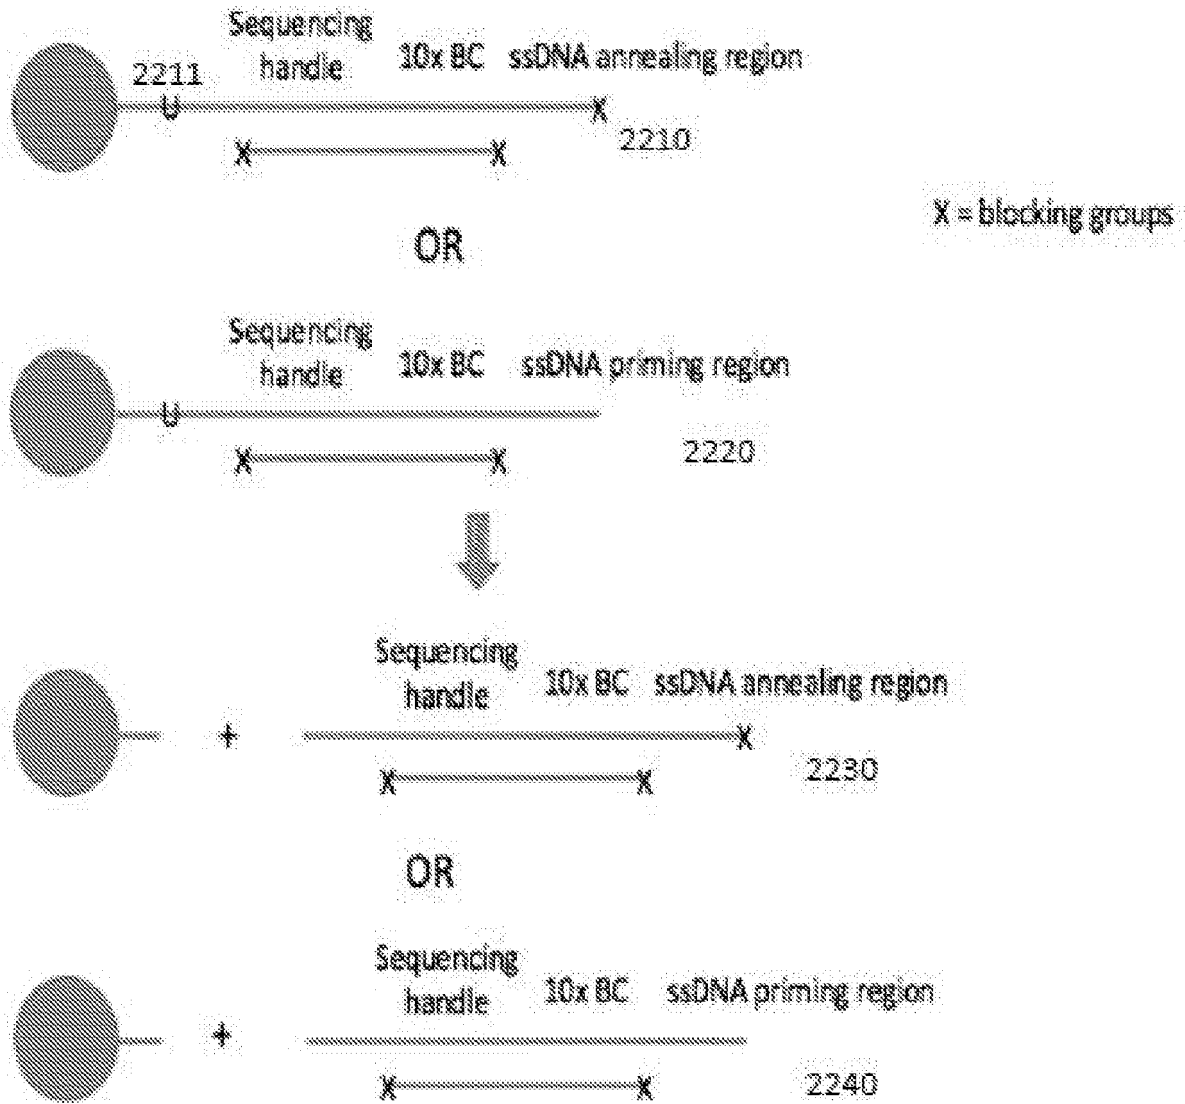 Sequencing
handle 10x BC ssDNA annealing region
2211
U X
2210
X X
X = blocking groups
OR
Sequencing
handle 10x BC ssDNA priming region
U
2220
X X
Sequencing
handle 10x BC ssDNA annealing region
+ X
2230
X X
OR
Sequencing
handle 10x BC ssDNA priming region
+
X X 2240